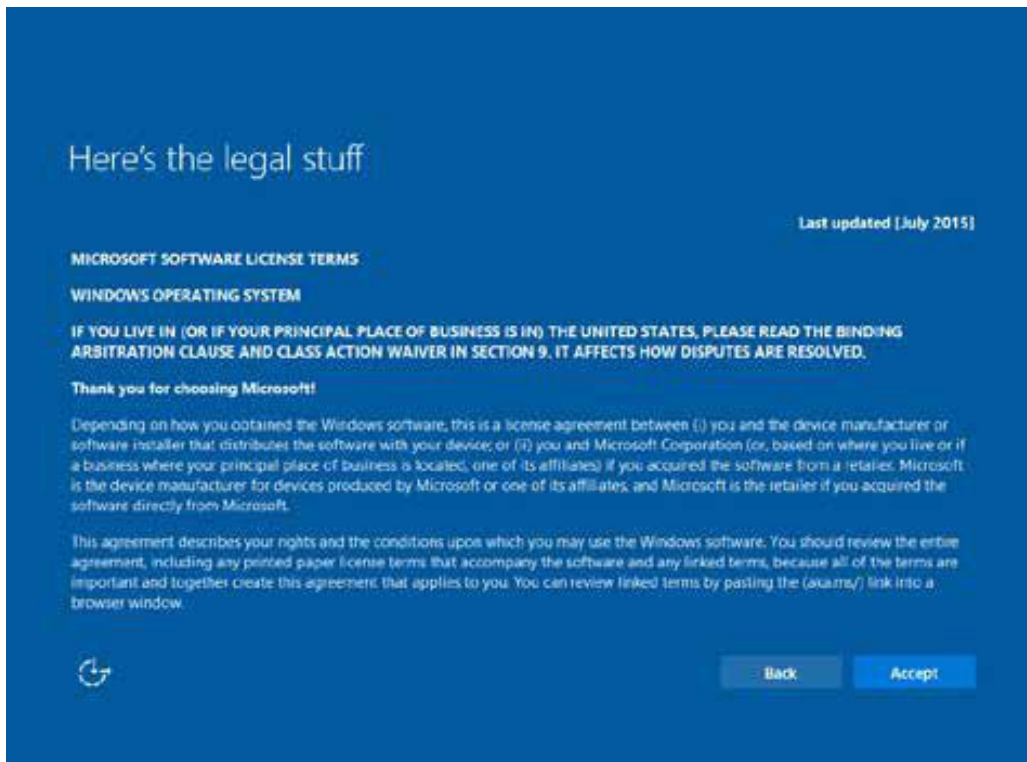 Here's the legal stuff
Last updated [July 2015]
MICROSOFT SOFTWARE LICENSE TERMS
WINDOWS OPERATING SYSTEM
IF YOU LIVE IN (OR IF YOUR PRINCIPAL PLACE OF BUSINESS IS IN) THE UNITED STATES, PLEASE READ THE BINDING
ARBITRATION CLAUSE AND CLASS ACTION WAIVER IN SECTION 9. IT AFFECTS HOW DISPUTES ARE RESOLVED.
Thank you for choosing Microsoft!
Depending on how you obtained the Windows software, this is a license agreement between (i) you and the device manufacturer or
software installer that distributes the software with your device; or (ii) you and Microsoft Corporation (or, based on where you live or if
a business where your principal place of business is located, one of its affiliates) if you acquired the software from a retailer. Microsoft
is the device manufacturer for devices produced by Microsoft or one of its affiliates, and Microsoft is the retailer if you acquired the
software directly from Microsoft.
This agreement describes your rights and the conditions upon which you may use the Windows software. You should review the entire
agreement, including any printed paper license terms that accompany the software and any linked terms, because all of the terms are
important and together create this agreement that applies to you. You can review linked terms by pasting the (aka.ms/) link into a
browser window.
Back
Accept